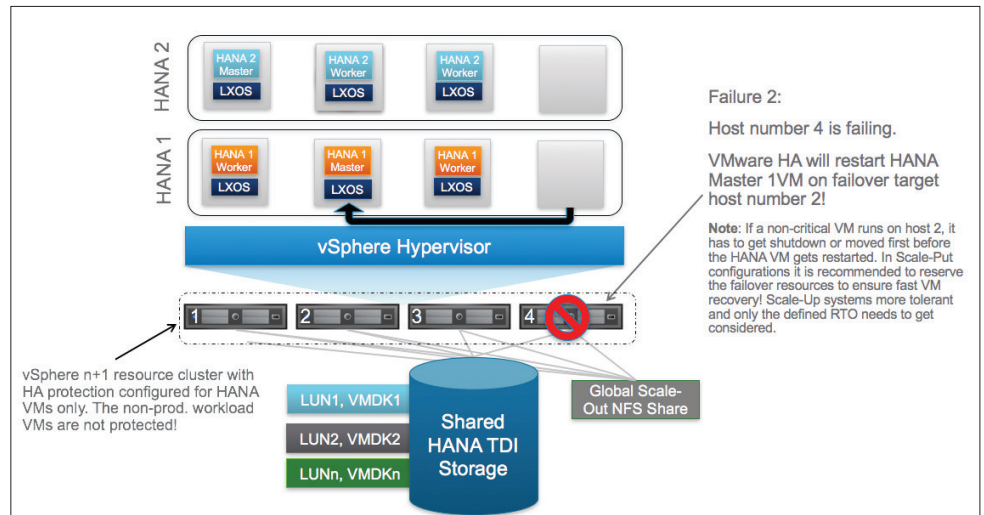 HANA 2
HANA 2
Master
LXOS
HANA 2
Worker
LXOS
HANA 2
Worker
LXOS
HANA 1
HANA 1
Worker
LXOS
HANA 1
Master
LXOS
HANA 1
Worker
LXOS
vSphere Hypervisor
1
2
3
4
Failure 2:
Host number 4 is failing.
VMware HA will restart HANA
Master 1VM on failover target
host number 2!
Note: If a non-critical VM runs on host 2, it
has to get shutdown or moved first before
the HANA VM gets restarted. In Scale-Put
configurations it is recommended to reserve
the failover resources to ensure fast VM
recovery! Scale-Up systems more tolerant
and only the defined RTO needs to get
considered.
vSphere n+1 resource cluster with
HA protection configured for HANA
VMs only. The non-prod. workload
VMs are not protected!
LUN1, VMDK1
LUN2, VMDK2
LUNn, VMDKn
Shared
HANA TDI
Storage
Global Scale-
Out NFS Share